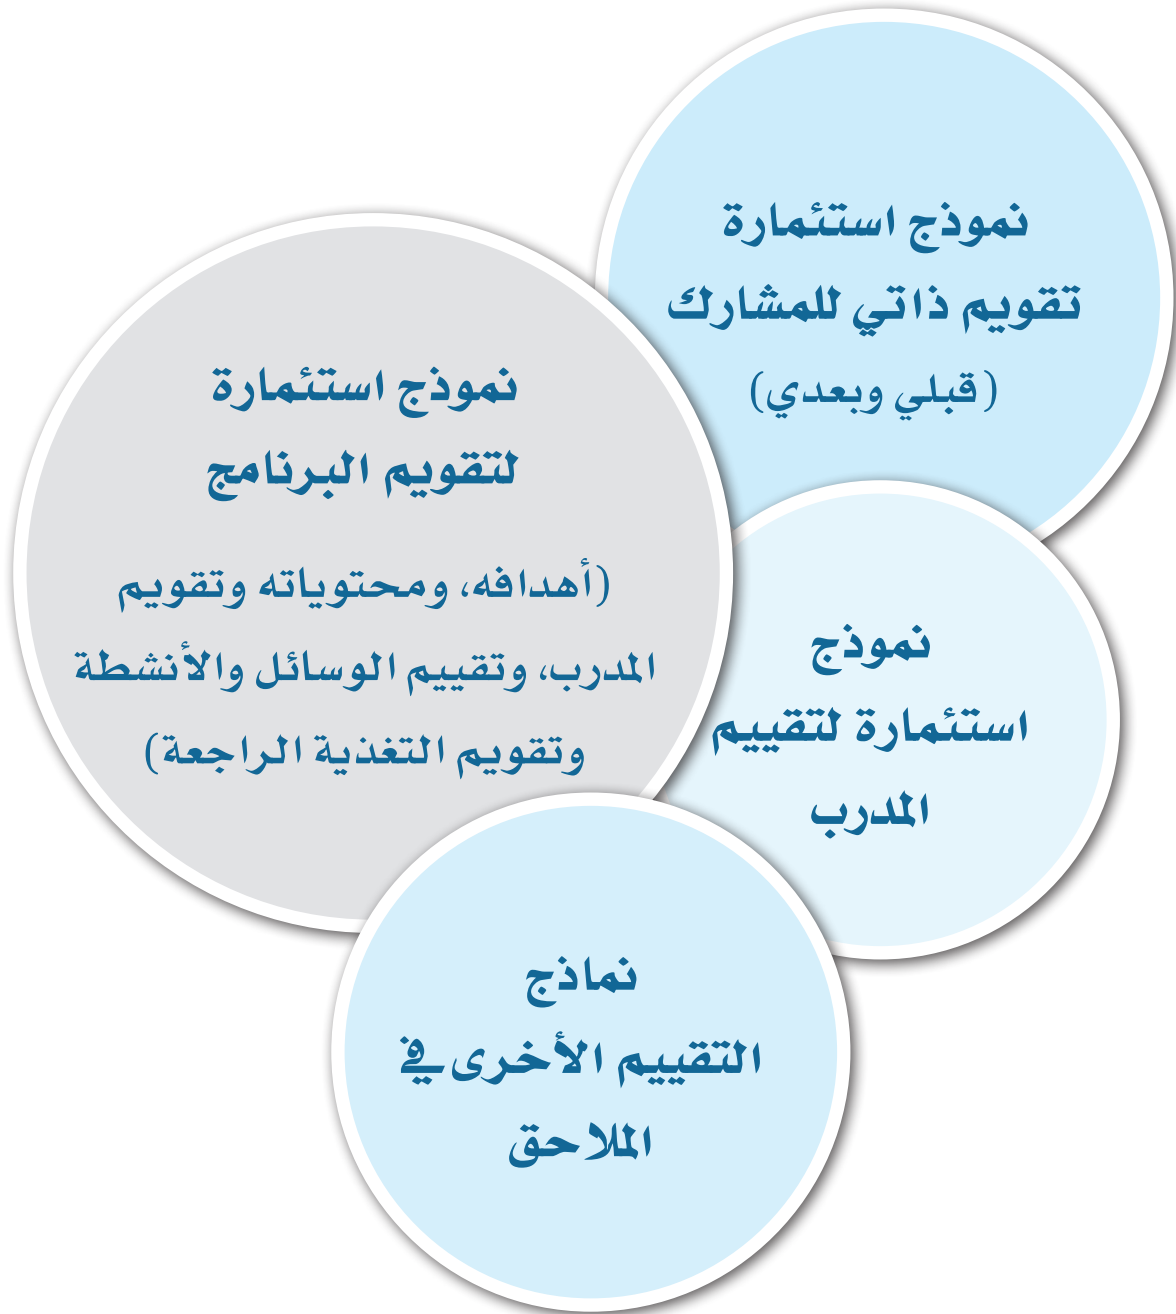 نموذج استئمارة
تقويم ذاتي للمشارك
(قبلي وبعدي)
نموذج استئمارة
لتقويم البرنامج
(أهدافه، ومحتوياته وتقويم
المدرب، وتقييم الوسائل والأنشطة
وتقويم التغذية الراجعة)
نموذج
استئمارة لتقييم
المدرب
نماذج
التقييم الأخرى في
الملاحق